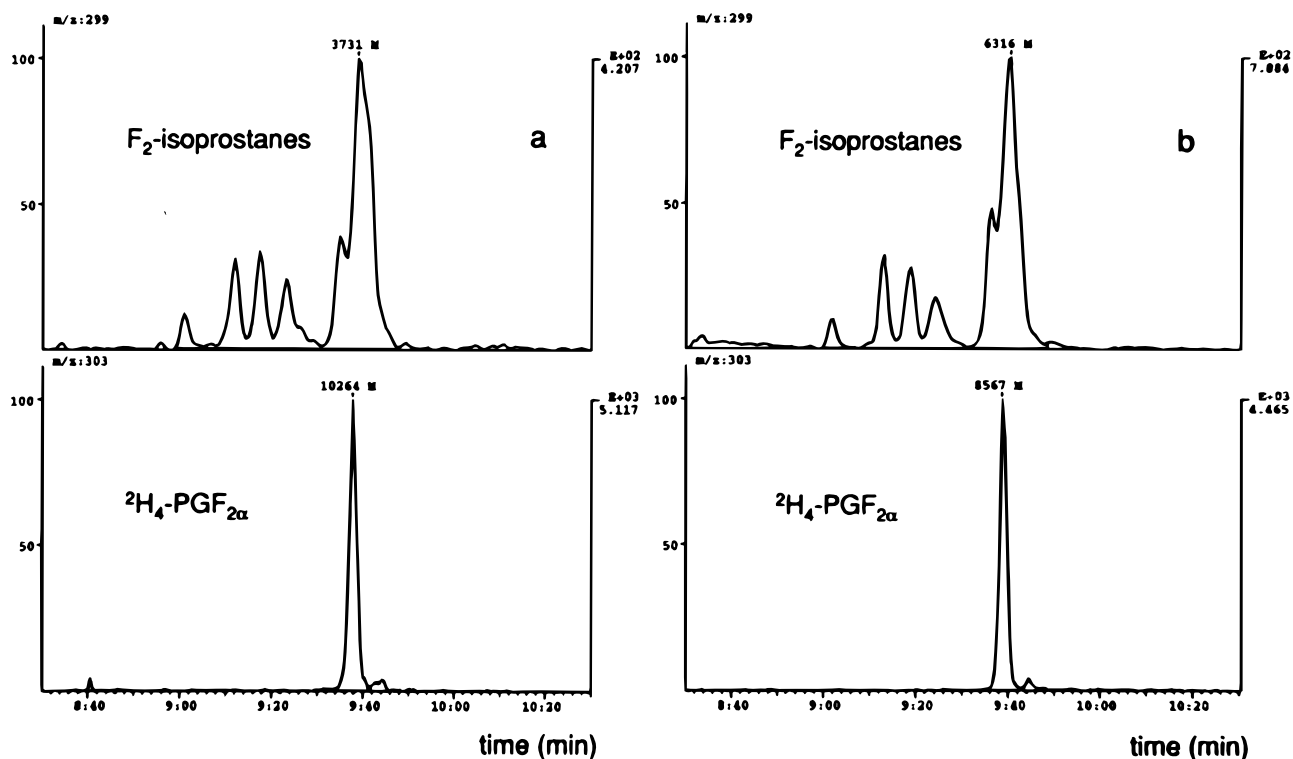 m/z:299
3731 M
100
50
E+02
4.207
F₂-isoprostanes
a
m/z:303
10264 M
100
50
E+03
5.117
²H₄-PGF₂α
8:40 9:00 9:20 9:40 10:00 10:20
time (min)
m/z:299
6316 M
100
50
E+02
7.084
F₂-isoprostanes
b
m/z:303
8567 M
100
50
E+03
4.465
²H₄-PGF₂α
8:40 9:00 9:20 9:40 10:00 10:20
time (min)